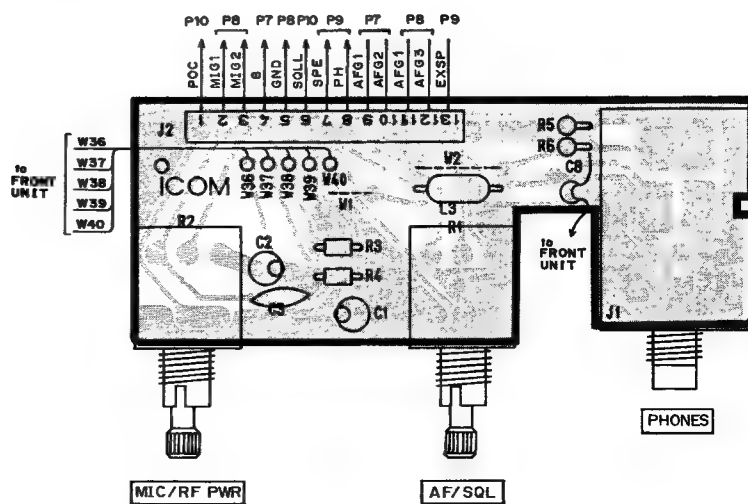 P10 P8 P7 P8 P10 P9 P7 P8 P9
POC MIG1 MIG2 8 GND SQLL SPE PH AFG1 AFG2 AFG1 AFG3 EXSP
J2 1 2 3 4 5 6 7 8 9 10 11 12 13
W36
W37
W38
W39
W40
to
FRONT
UNIT
ICOM
W36 W37 W38 W39 W40
W1
W2
L3
R5
R6
C8
to
FRONT
UNIT
R2
R1
C2
R3
R4
C3
C1
J1
PHONES
MIC/RF PWR
AF/SQL